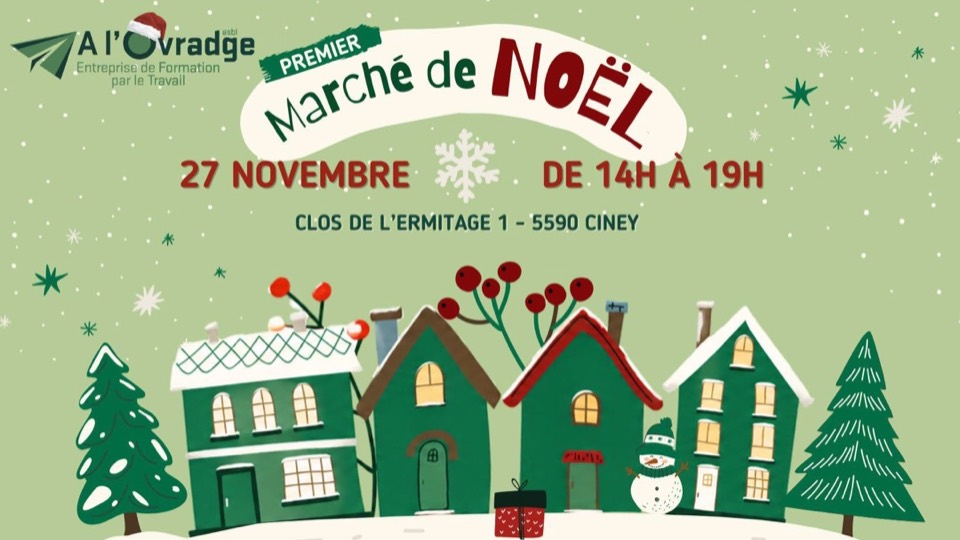 A l'Ovradge asbl
Entreprise de Formation
par le Travail
PREMIER
Marché de NOËL
27 NOVEMBRE DE 14H À 19H
CLOS DE L'ERMITAGE 1 - 5590 CINEY